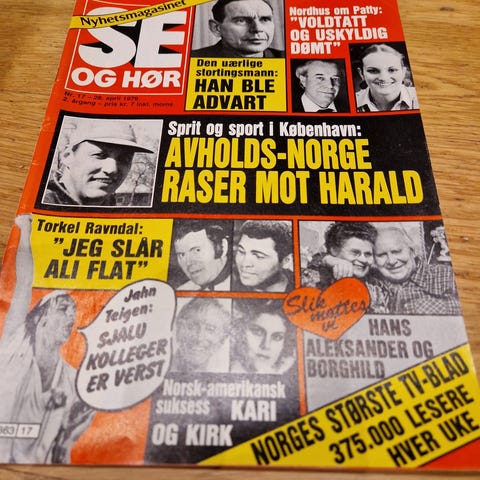 Nyhetsmagasinet
SE
OG HØR
Nr. 17 - 28. april 1979
2. årgang - pris kr. 7 inkl. moms
Den uærlige
stortingsmann:
HAN BLE
ADVART
Nordhus om Patty:
"VOLDTATT
OG USKYLDIG
DØMT"
Sprit og sport i København:
AVHOLDS-NORGE
RASER MOT HARALD
Torkel Ravndal:
"JEG SLÅR
ALI FLAT"
Jahn
Teigen:
SJALU
KOLLEGER
ER VERST
Slik
møttes
vi
HANS
ALEKSANDER OG
BORGHILD
Norsk-amerikansk
suksess KARI
OG KIRK
NORGES STØRSTE TV-BLAD
375.000 LESERE
HVER UKE
17